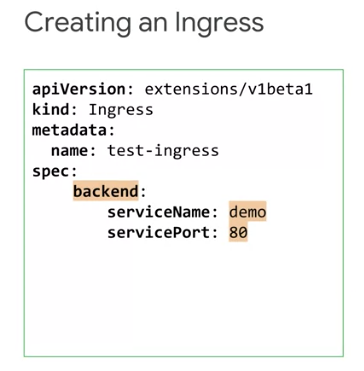 Creating an Ingress
apiVersion: extensions/v1beta1
kind: Ingress
metadata:
  name: test-ingress
spec:
    backend:
        serviceName: demo
        servicePort: 80